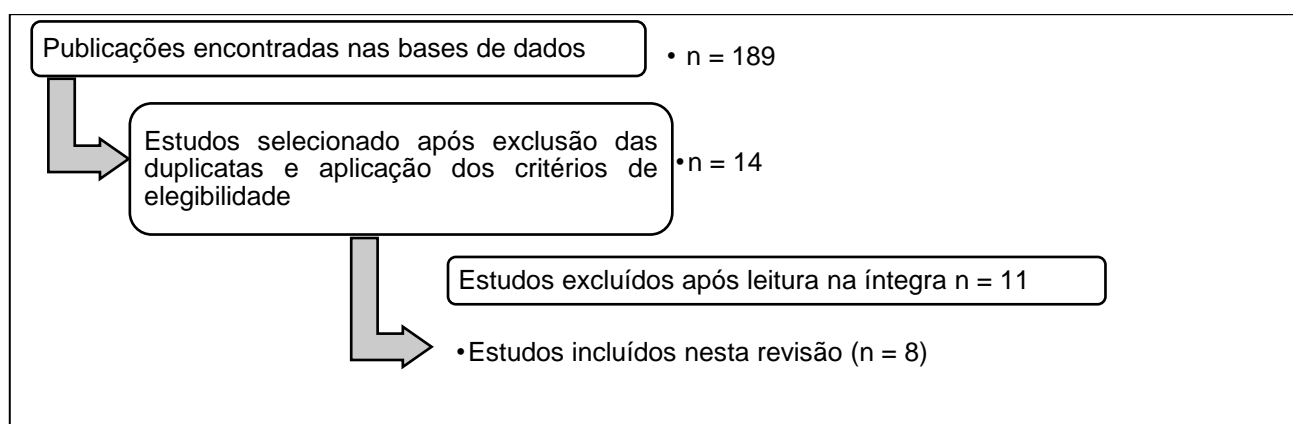 Publicações encontradas nas bases de dados
• n = 189
Estudos selecionado após exclusão das
duplicatas e aplicação dos critérios de
elegibilidade
•n = 14
Estudos excluídos após leitura na íntegra n = 11
•Estudos incluídos nesta revisão (n = 8)